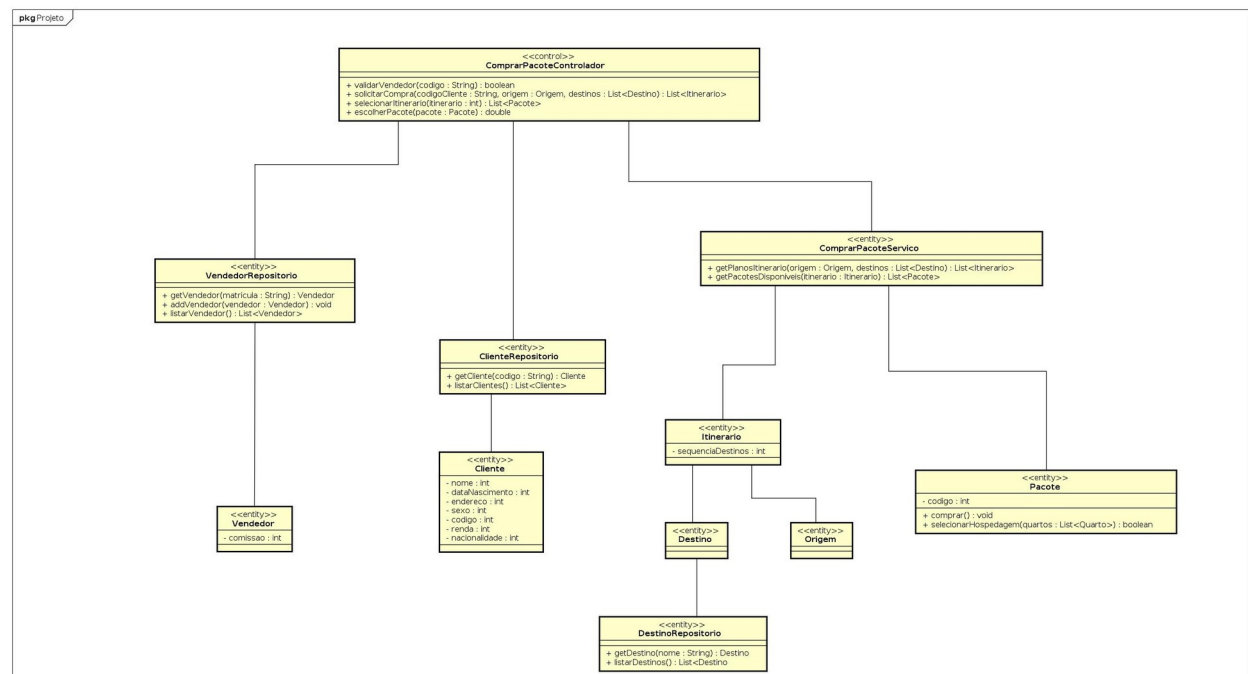 pkg Projeto
<<control>>
ComprarPacoteControlador
+ validarVendedor(codigo : String) : boolean
+ solicitarCompra(codigoCliente : String, origem : Origem, destinos : List<Destino) : List<Itinerario>
+ selecionarItinerario(itinerario : int) : List<Pacote>
+ escolherPacote(pacote : Pacote) : double
<<entity>>
ComprarPacoteServico
+ getPlanosItinerario(origem : Origem, destinos : List<Destino) : List<Itinerario>
+ getPacotesDisponiveis(itinerario : Itinerario) : List<Pacote>
<<entity>>
VendedorRepositorio
+ getVendedor(matricula : String) : Vendedor
+ addVendedor(vendedor : Vendedor) : void
+ listarVendedor() : List<Vendedor>
<<entity>>
ClienteRepositorio
+ getCliente(codigo : String) : Cliente
+ listarClientes() : List<Cliente>
<<entity>>
Itinerario
- sequenciaDestinos : int
<<entity>>
Cliente
- nome : int
- dataNascimento : int
- endereco : int
- sexo : int
- codigo : int
- renda : int
- nacionalidade : int
<<entity>>
Pacote
- codigo : int
+ comprar() : void
+ selecionarHospedagem(quartos : List<Quarto>) : boolean
<<entity>>
Vendedor
- comissao : int
<<entity>>
Destino
<<entity>>
Origem
<<entity>>
DestinoRepositorio
+ getDestino(nome : String) : Destino
+ listarDestinos() : List<Destino